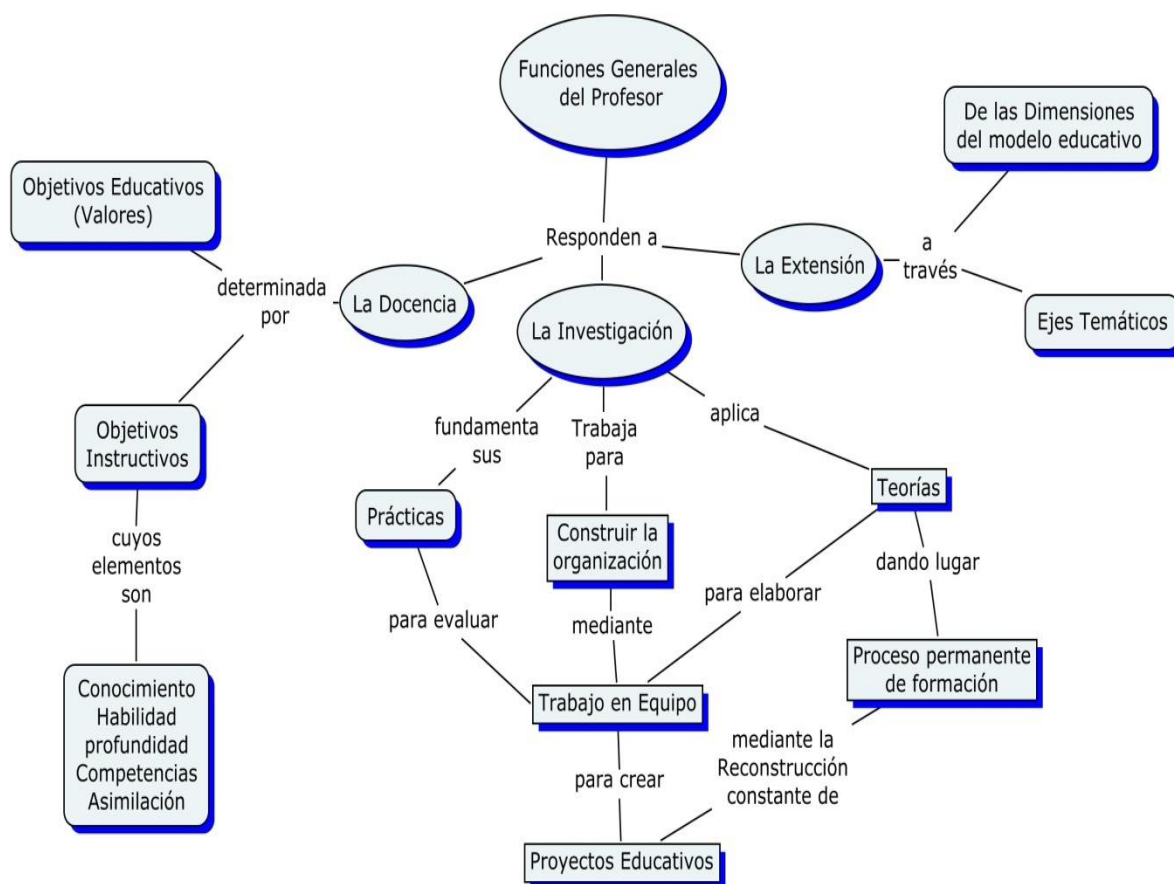 Funciones Generales
del Profesor
De las Dimensiones
del modelo educativo
Objetivos Educativos
(Valores)
Responden a
a
través
La Extensión
determinada
por
La Docencia
La Investigación
Ejes Temáticos
Objetivos
Instructivos
fundamenta
sus
Trabaja
para
aplica
Prácticas
Construir la
organización
Teorías
cuyos
elementos
son
para evaluar
mediante
para elaborar
dando lugar
Conocimiento
Habilidad
profundidad
Competencias
Asimilación
Trabajo en Equipo
Proceso permanente
de formación
para crear
mediante la
Reconstrucción
constante de
Proyectos Educativos